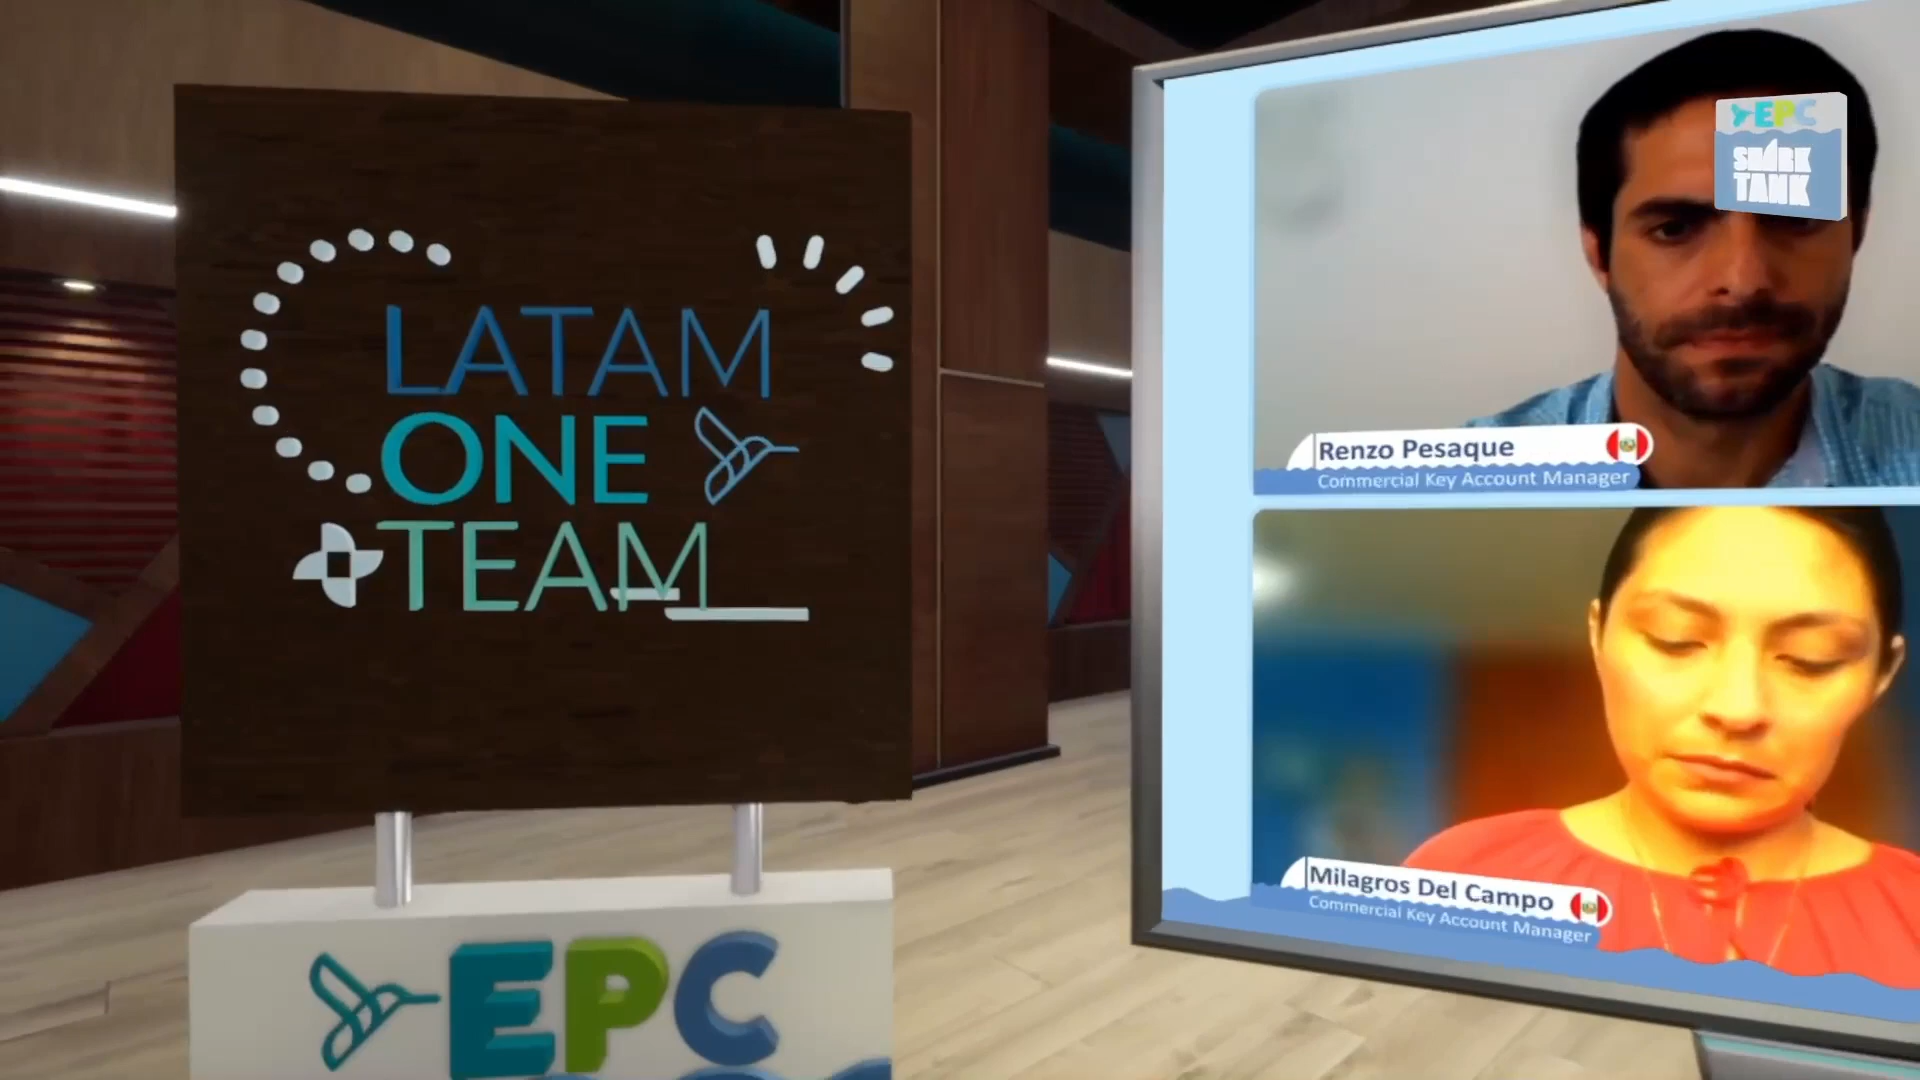 LATAM
ONE
TEAM
EPC
EPC
SHARK
TANK
Renzo Pesaque
Commercial Key Account Manager
Milagros Del Campo
Commercial Key Account Manager